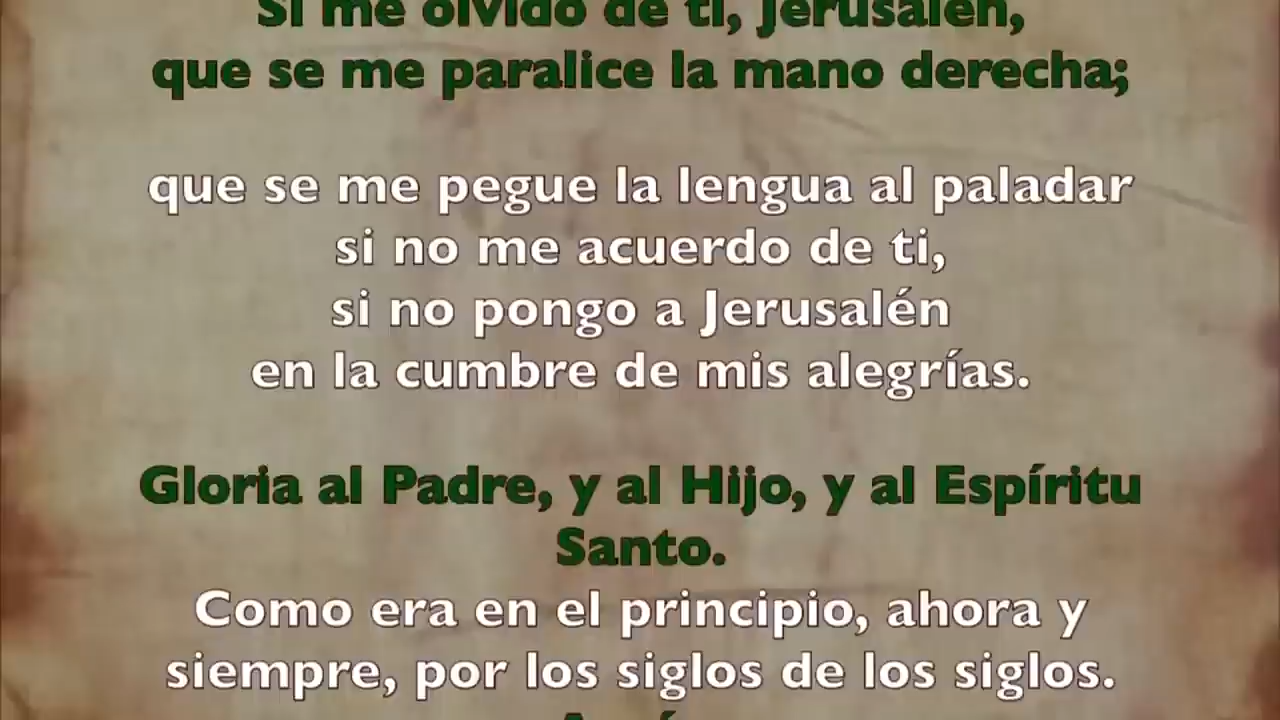 Si me olvido de ti, Jerusalén,
que se me paralice la mano derecha;
que se me pegue la lengua al paladar
si no me acuerdo de ti,
si no pongo a Jerusalén
en la cumbre de mis alegrías.
Gloria al Padre, y al Hijo, y al Espíritu
Santo.
Como era en el principio, ahora y
siempre, por los siglos de los siglos.